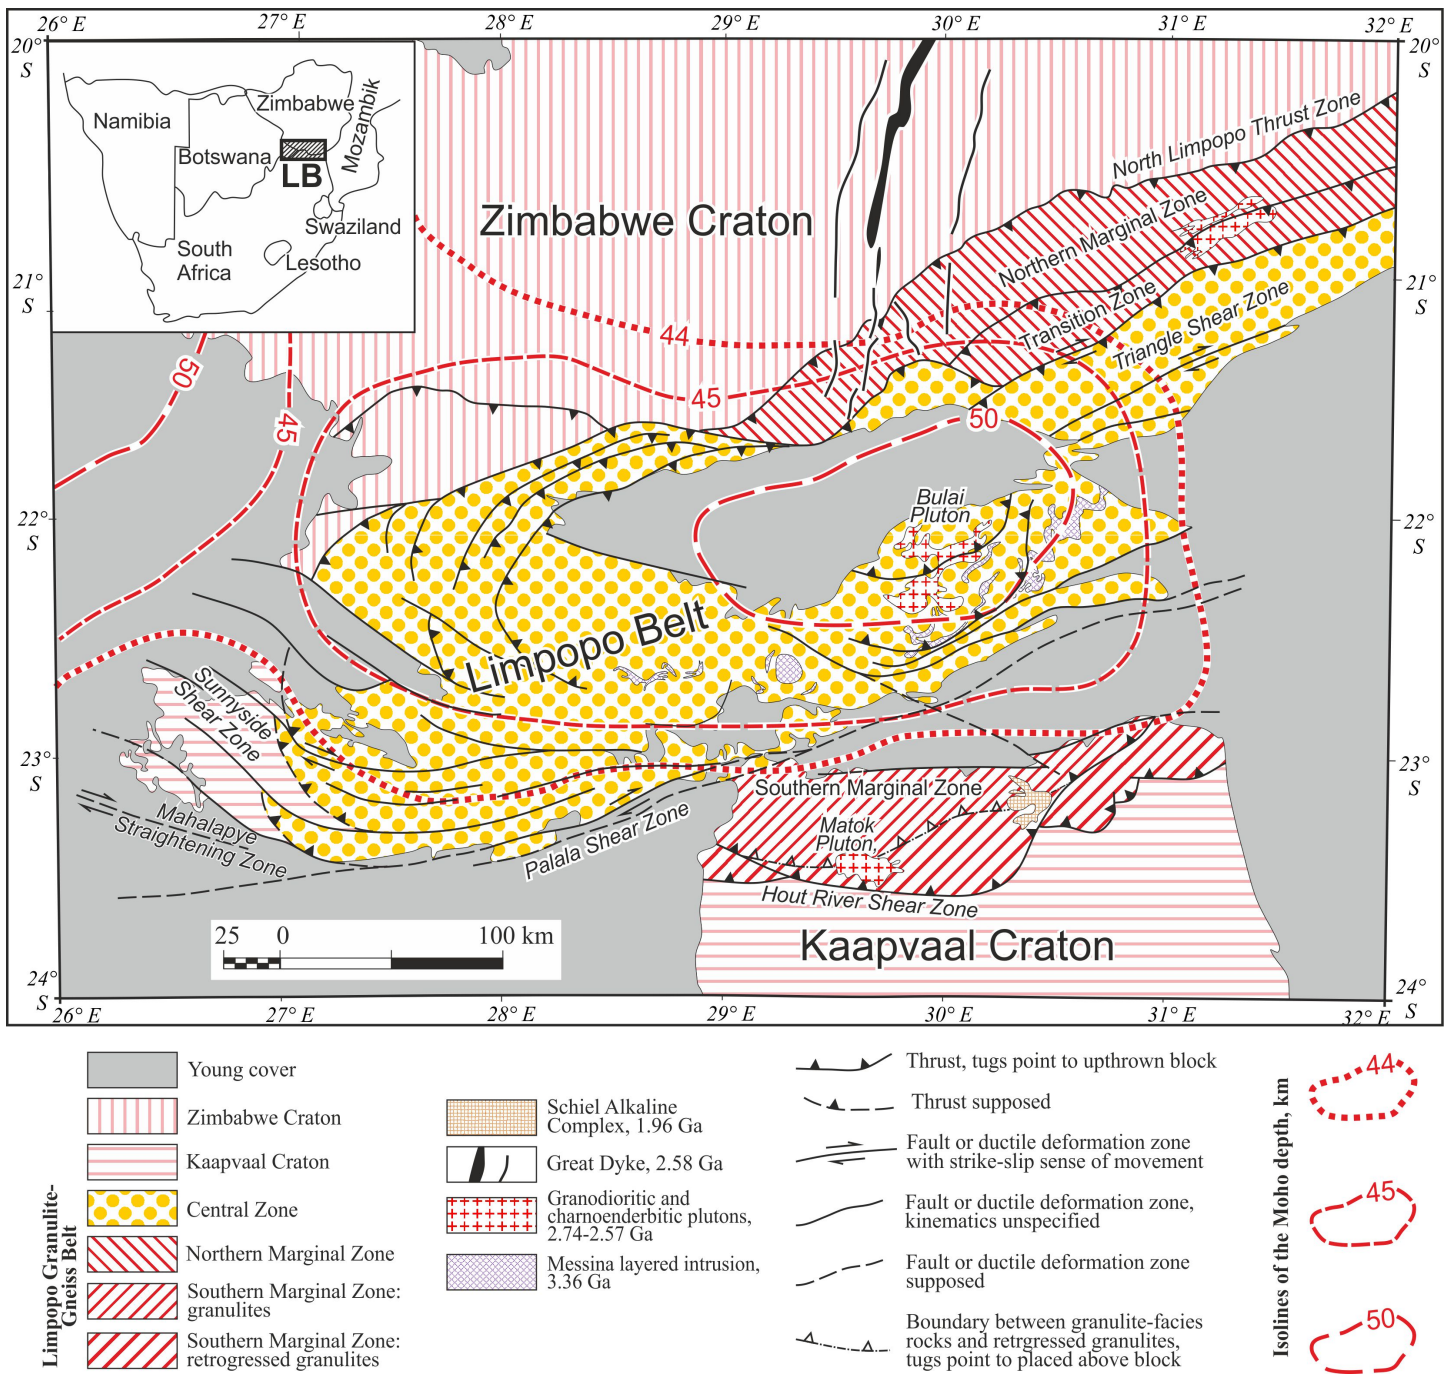 26° E
27° E
28° E
29° E
30° E
31° E
32° E
20°
S
20°
S
Namibia
Zimbabwe
Mozambik
Botswana
LB
Swaziland
South
Africa
Lesotho
Zimbabwe Craton
North Limpopo Thrust Zone
Northern Marginal Zone
Transition Zone
Triangle Shear Zone
21°
S
21°
S
44
50
45
45
50
22°
S
22°
S
Bulai
Pluton
Limpopo Belt
Sunnyside
Shear Zone
23°
S
23°
S
Southern Marginal Zone
Mahalapye
Straightening Zone
Palala Shear Zone
Matok
Pluton
Hout River Shear Zone
Kaapvaal Craton
25
0
100 km
24°
S
24°
S
26° E
27° E
28° E
29° E
30° E
31° E
32° E
Limpopo Granulite-
Gneiss Belt
Young cover
Zimbabwe Craton
Kaapvaal Craton
Central Zone
Northern Marginal Zone
Southern Marginal Zone:
granulites
Southern Marginal Zone:
retrogressed granulites
Schiel Alkaline
Complex, 1.96 Ga
Great Dyke, 2.58 Ga
Granodioritic and
charnoenderbitic plutons,
2.74-2.57 Ga
Messina layered intrusion,
3.36 Ga
Thrust, tugs point to upthrown block
Thrust supposed
Fault or ductile deformation zone
with strike-slip sense of movement
Fault or ductile deformation zone,
kinematics unspecified
Fault or ductile deformation zone
supposed
Boundary between granulite-facies
rocks and retrgressed granulites,
tugs point to placed above block
Isolines of the Moho depth, km
44
45
50